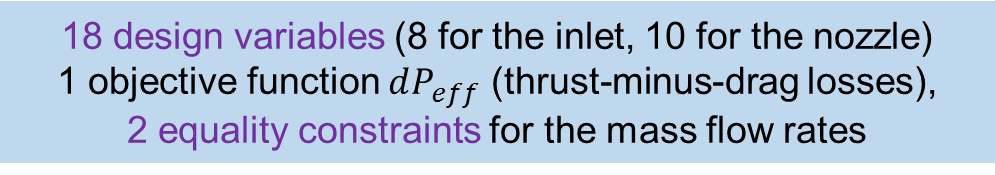 18 design variables (8 for the inlet, 10 for the nozzle)
1 objective function dP_eff (thrust-minus-drag losses),
2 equality constraints for the mass flow rates